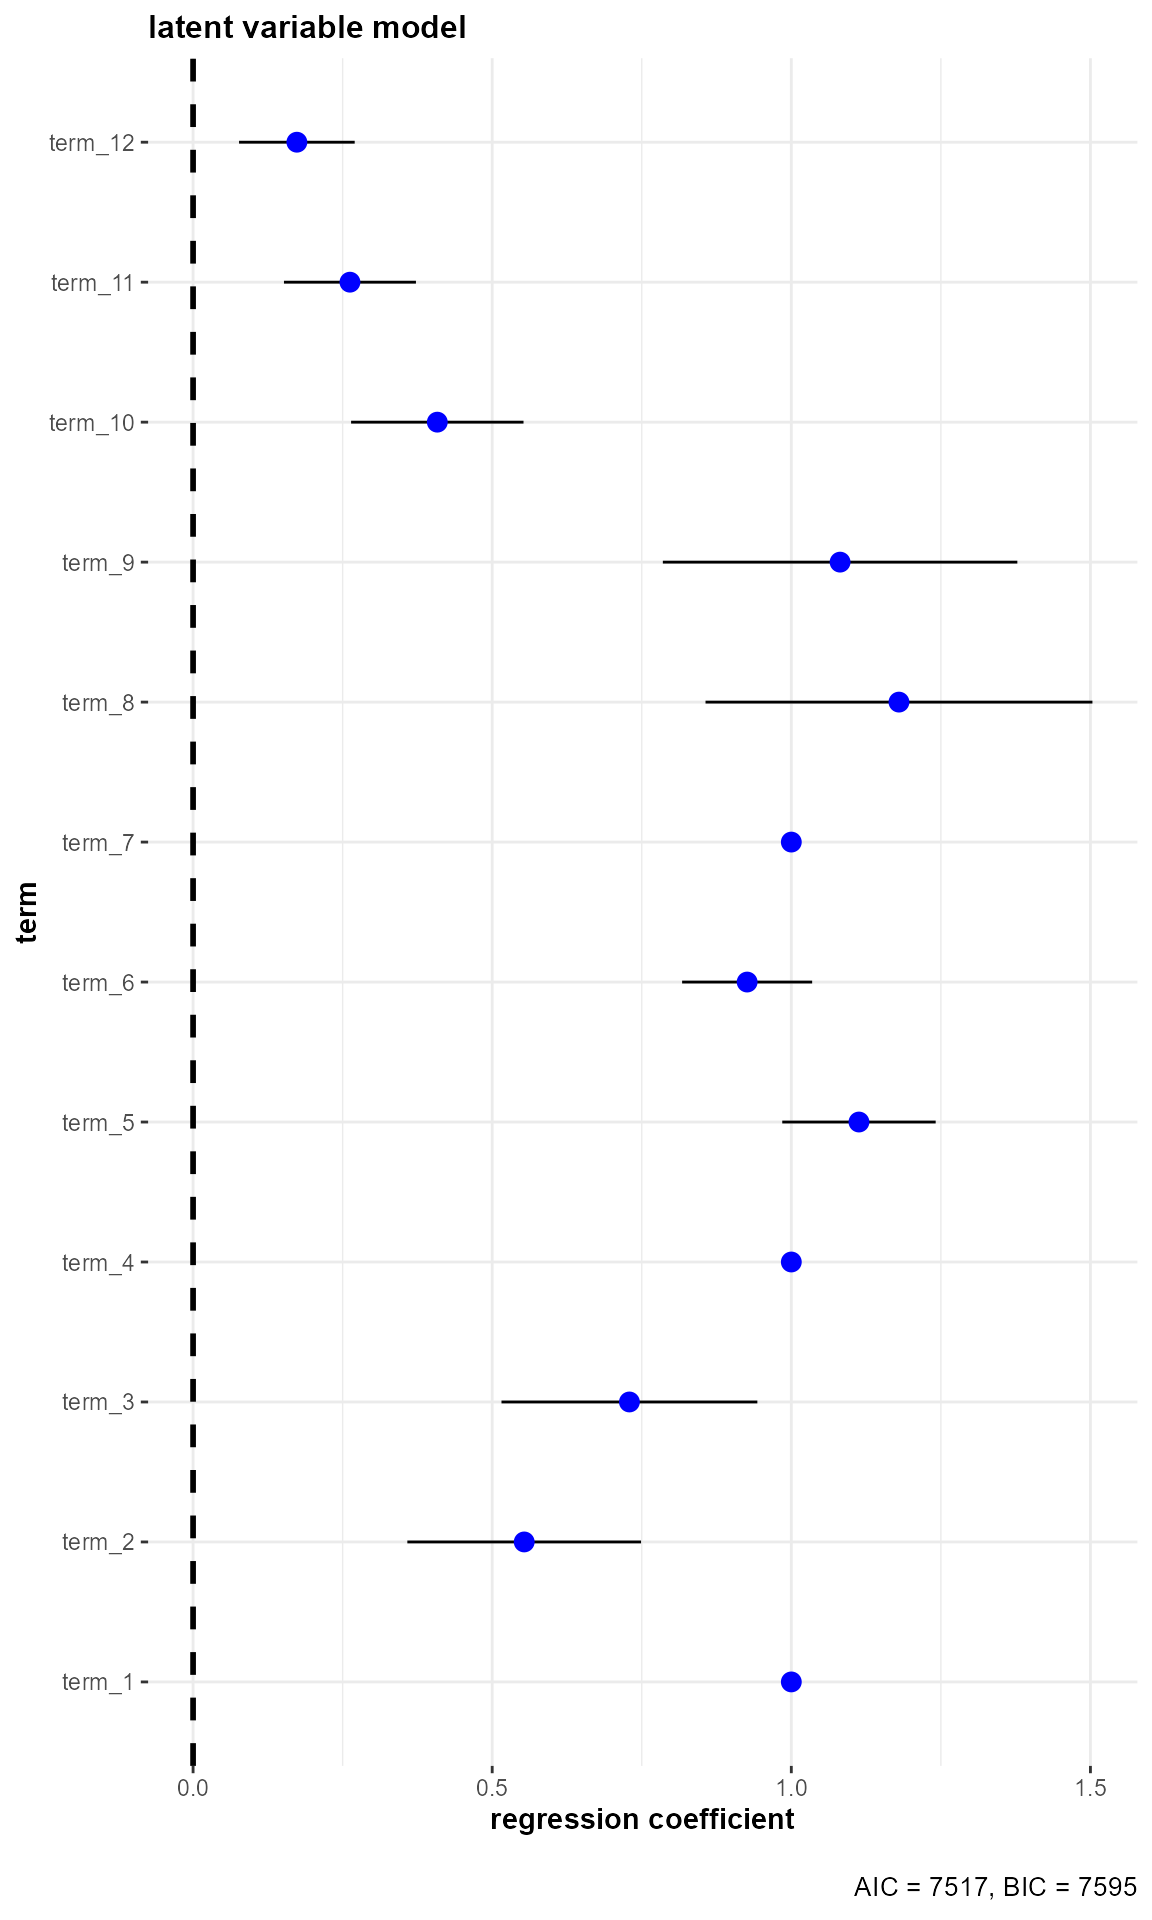 latent variable model
term_12
term_11
term_10
term_9
term_8
term_7
term_6
term_5
term_4
term_3
term_2
term_1
term
0.0 0.5 1.0 1.5
regression coefficient
AIC = 7517, BIC = 7595